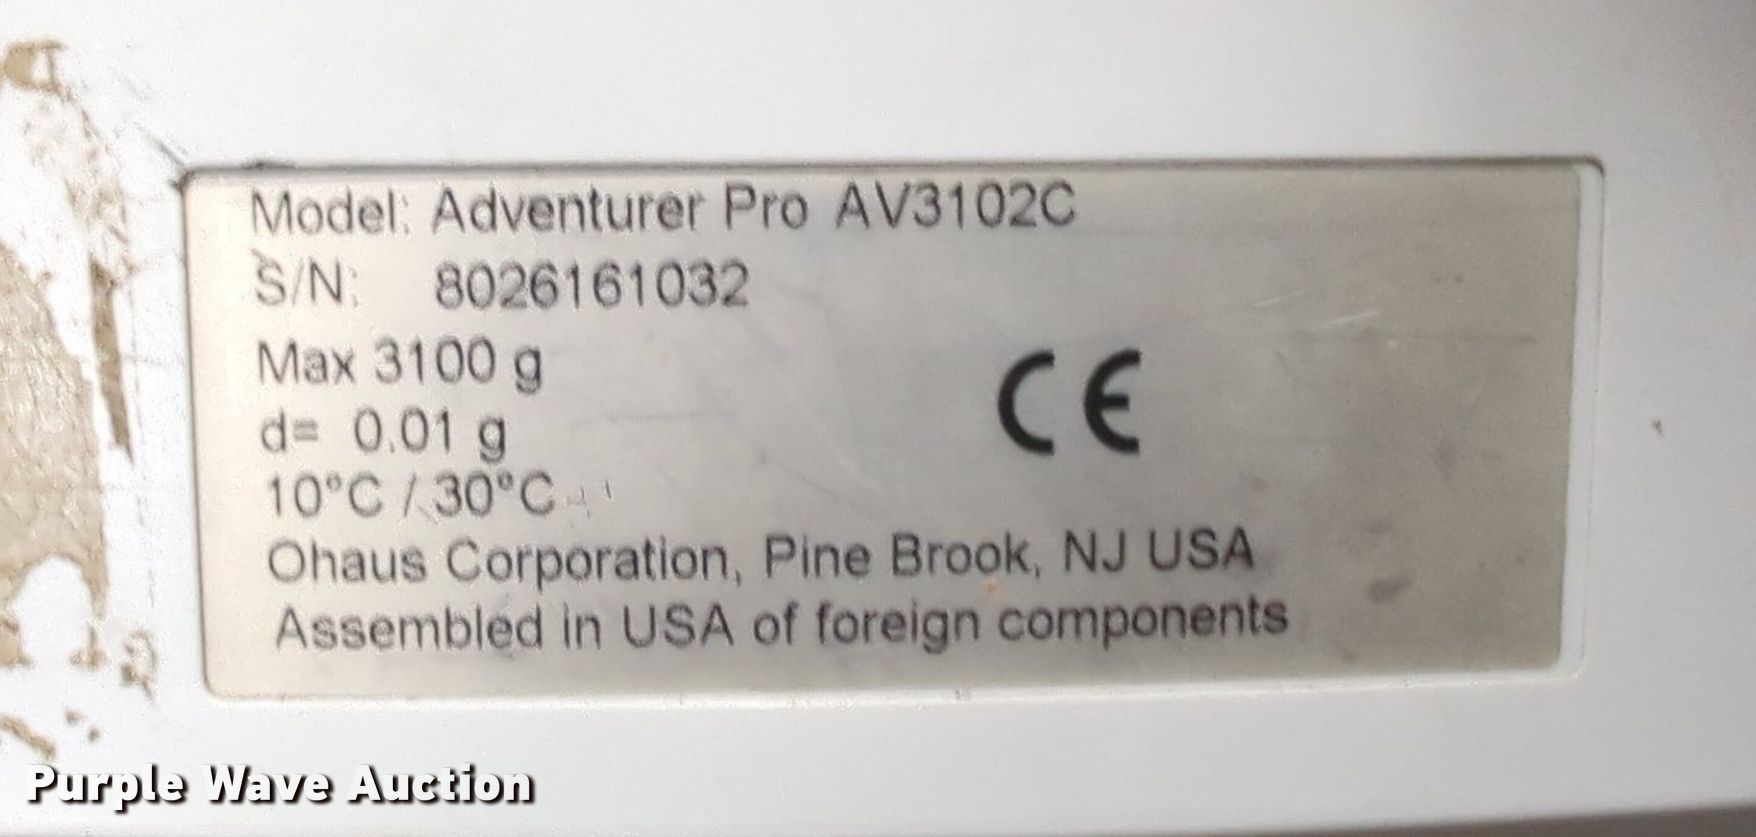 Model: Adventurer Pro AV3102C
S/N: 8026161032
Max 3100 g
d= 0.01 g
10°C / 30°C
CE
Ohaus Corporation, Pine Brook, NJ USA
Assembled in USA of foreign components
Purple Wave Auction